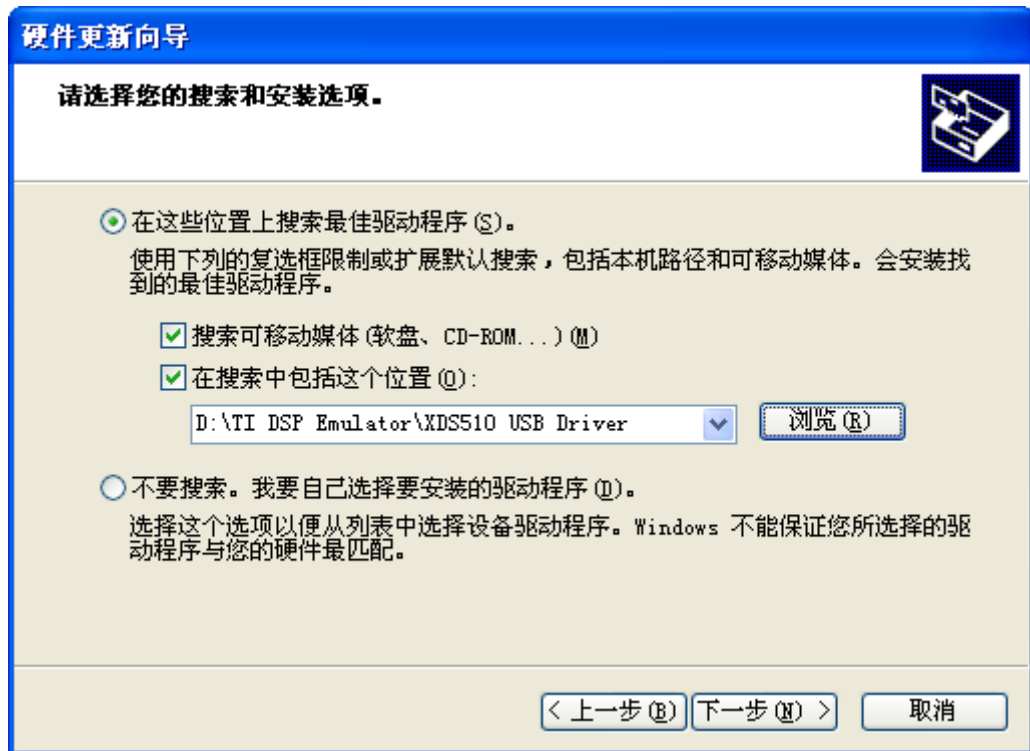 硬件更新向导
请选择您的搜索和安装选项。
在这些位置上搜索最佳驱动程序(S)。
使用下列的复选框限制或扩展默认搜索，包括本机路径和可移动媒体。会安装找
到的最佳驱动程序。
搜索可移动媒体(软盘、CD-ROM...)(M)
在搜索中包括这个位置(O):
D:\TI DSP Emulator\XDS510 USB Driver
浏览(R)
不要搜索。我要自己选择要安装的驱动程序(D)。
选择这个选项以便从列表中选择设备驱动程序。Windows 不能保证您所选择的驱
动程序与您的硬件最匹配。
< 上一步(B) 下一步(N) > 取消